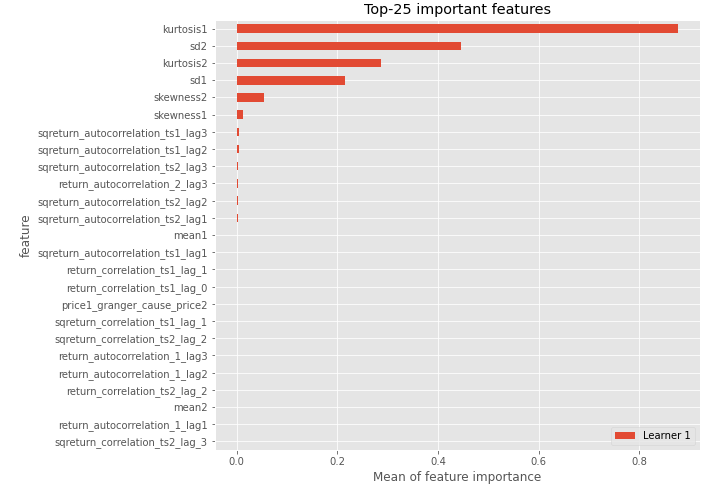 Top-25 important features
kurtosis1
sd2
kurtosis2
sd1
skewness2
skewness1
sqreturn_autocorrelation_ts1_lag3
sqreturn_autocorrelation_ts1_lag2
sqreturn_autocorrelation_ts2_lag3
return_autocorrelation_2_lag3
sqreturn_autocorrelation_ts2_lag2
sqreturn_autocorrelation_ts2_lag1
mean1
sqreturn_autocorrelation_ts1_lag1
return_correlation_ts1_lag_1
return_correlation_ts1_lag_0
price1_granger_cause_price2
sqreturn_correlation_ts1_lag_1
sqreturn_correlation_ts2_lag_2
return_autocorrelation_1_lag3
return_autocorrelation_1_lag2
return_correlation_ts2_lag_2
mean2
return_autocorrelation_1_lag1
sqreturn_correlation_ts2_lag_3
feature
Learner 1
0.0 0.2 0.4 0.6 0.8
Mean of feature importance